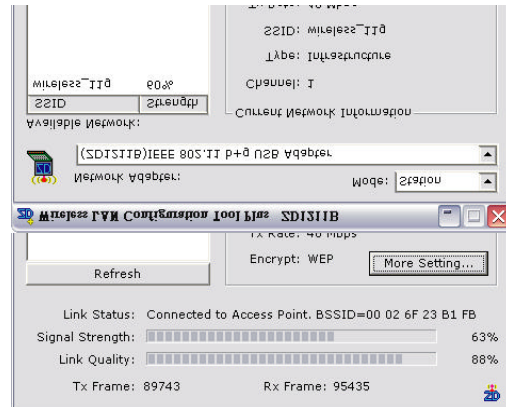 Wireless LAN Configuration Tool Plus ZD1211B
Network Adapter: Mode: Station
(ZD1211B)IEEE 802.11 b+g USB Adapter
Available Network: Current Network Information
SSID Strength
wireless_11g 60%
Channel: 1
Type: Infrastructure
SSID: wireless_11g
Tx Rate: Mbps
Tx Rate: Mbps
Encrypt: WEP More Setting...
Refresh
Link Status: Connected to Access Point. BSSID=00 02 6F 23 B1 FB
Signal Strength: 63%
Link Quality: 88%
Tx Frame: 89743 Rx Frame: 95435
ZD